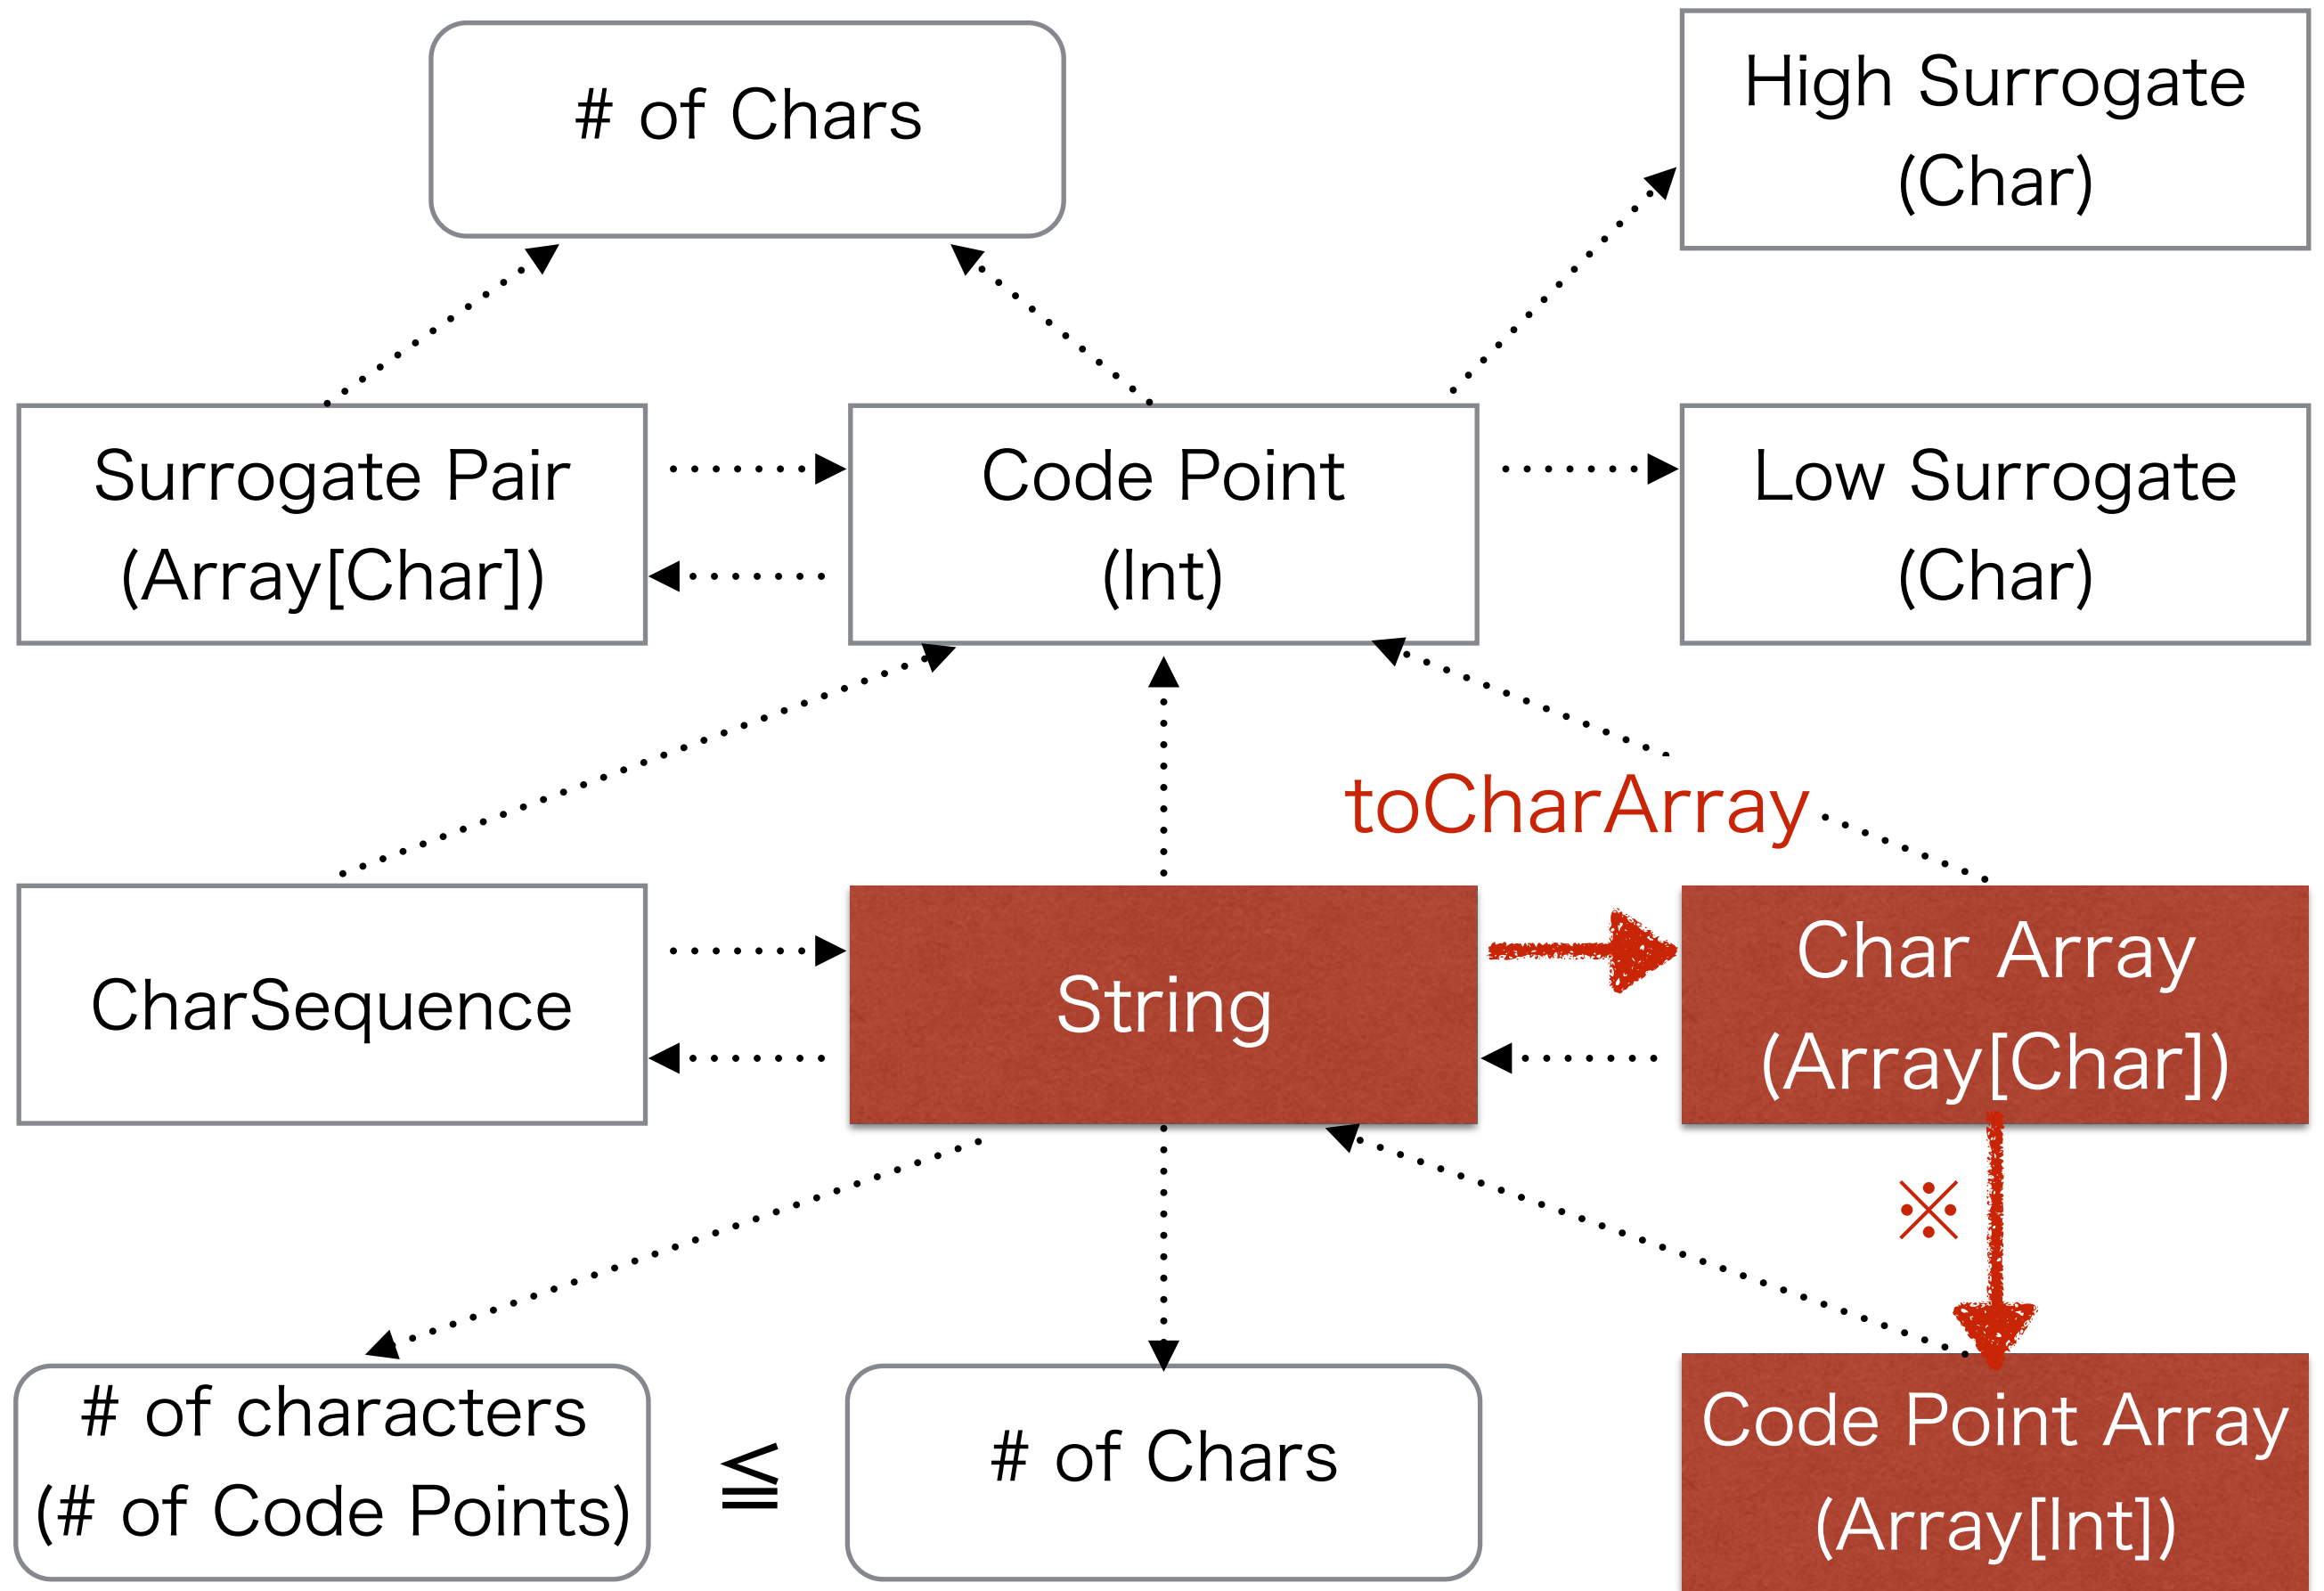 # of Chars
High Surrogate
(Char)
Surrogate Pair
(Array[Char])
Code Point
(Int)
Low Surrogate
(Char)
toCharArray
CharSequence
String
Char Array
(Array[Char])
※
# of characters
(# of Code Points)
≦
# of Chars
Code Point Array
(Array[Int])